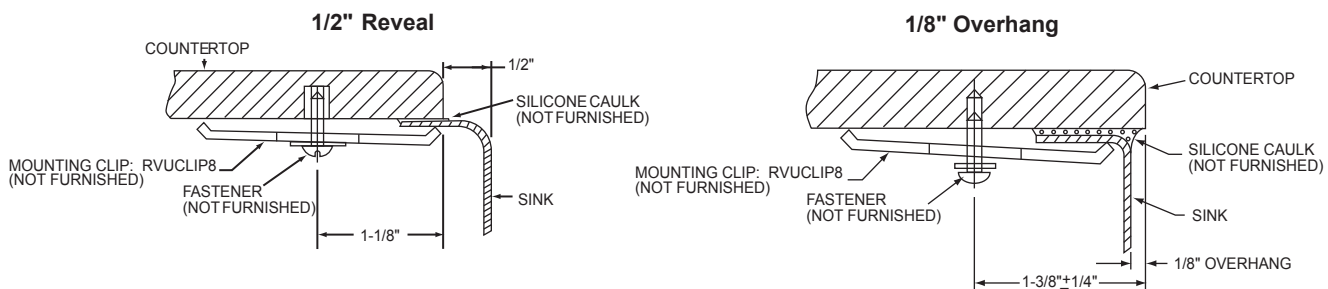 1/2" Reveal
COUNTERTOP
1/2"
SILICONE CAULK
(NOT FURNISHED)
MOUNTING CLIP: RVUCLIP8
(NOT FURNISHED)
FASTENER
(NOT FURNISHED)
SINK
1-1/8"
1/8" Overhang
COUNTERTOP
SILICONE CAULK
(NOT FURNISHED)
MOUNTING CLIP: RVUCLIP8
(NOT FURNISHED)
FASTENER
(NOT FURNISHED)
SINK
1/8" OVERHANG
1-3/8"±1/4"